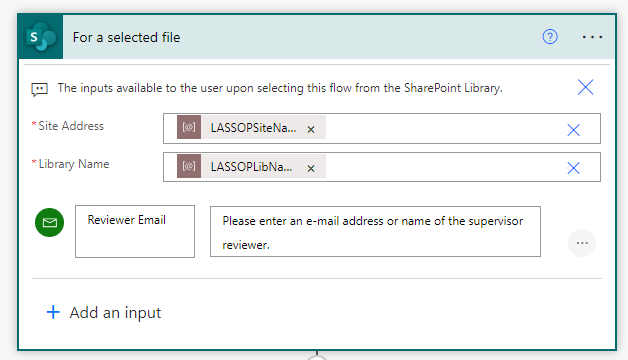 S
For a selected file
?
The inputs available to the user upon selecting this flow from the SharePoint Library.
* Site Address
[@] LASSOPSiteNa... ×
* Library Name
[@] LASSOPLibNa... ×
Reviewer Email
Please enter an e-mail address or name of the supervisor
reviewer.
+ Add an input